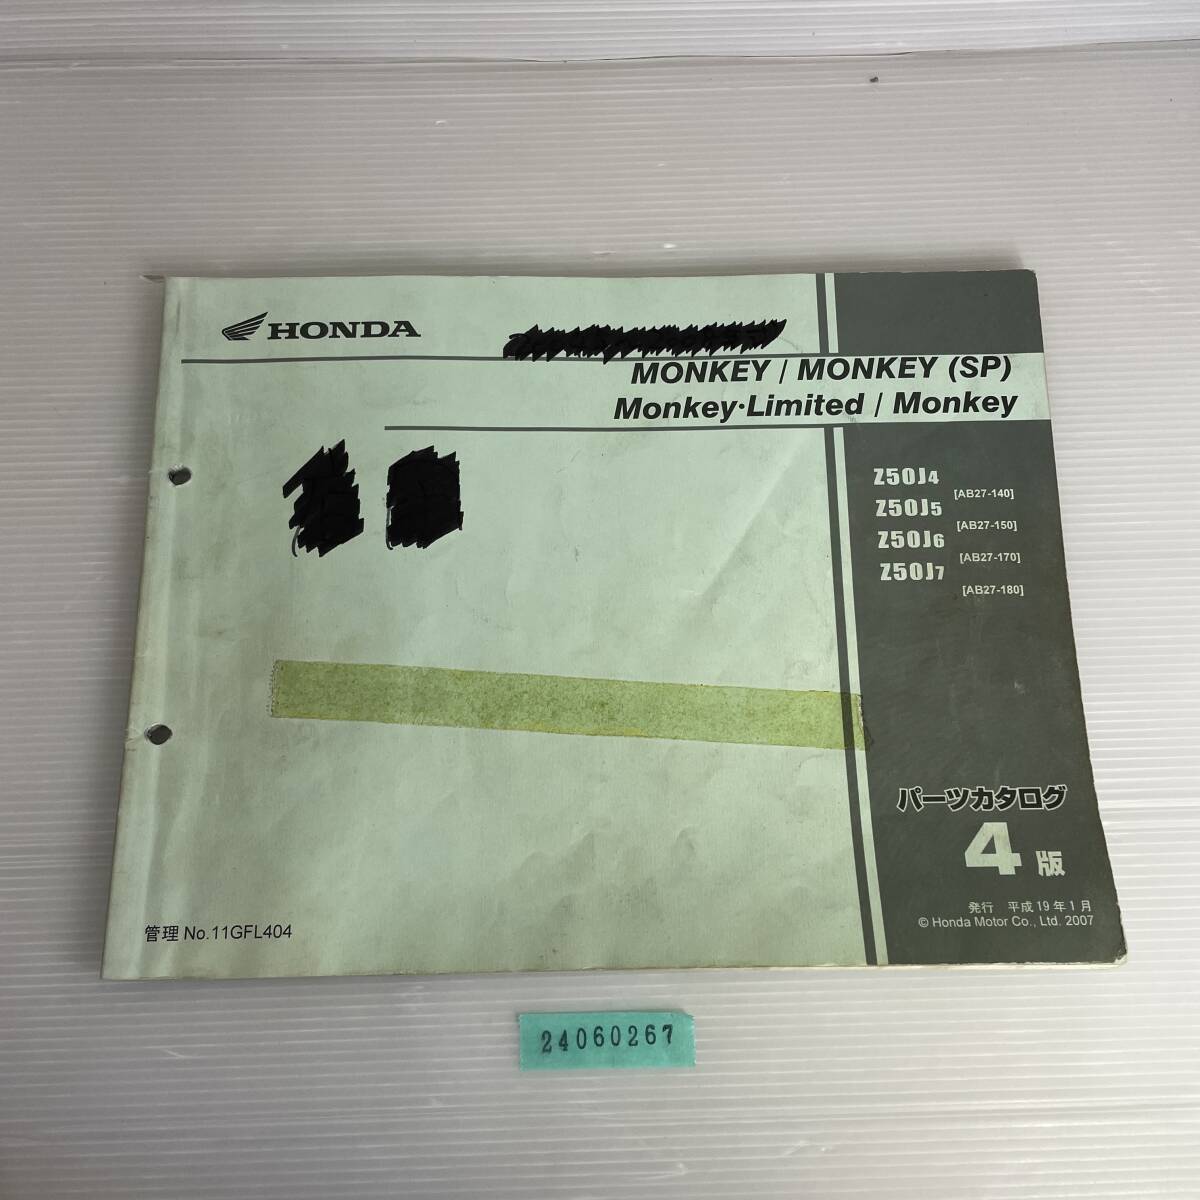 HONDA
MONKEY / MONKEY (SP)
Monkey・Limited / Monkey
Z50J4
[AB27-140]
Z50J5
[AB27-150]
Z50J6
[AB27-170]
Z50J7
[AB27-180]
パーツカタログ
4版
発行 平成19年1月
© Honda Motor Co., Ltd. 2007
管理 No.11GFL404
24060267